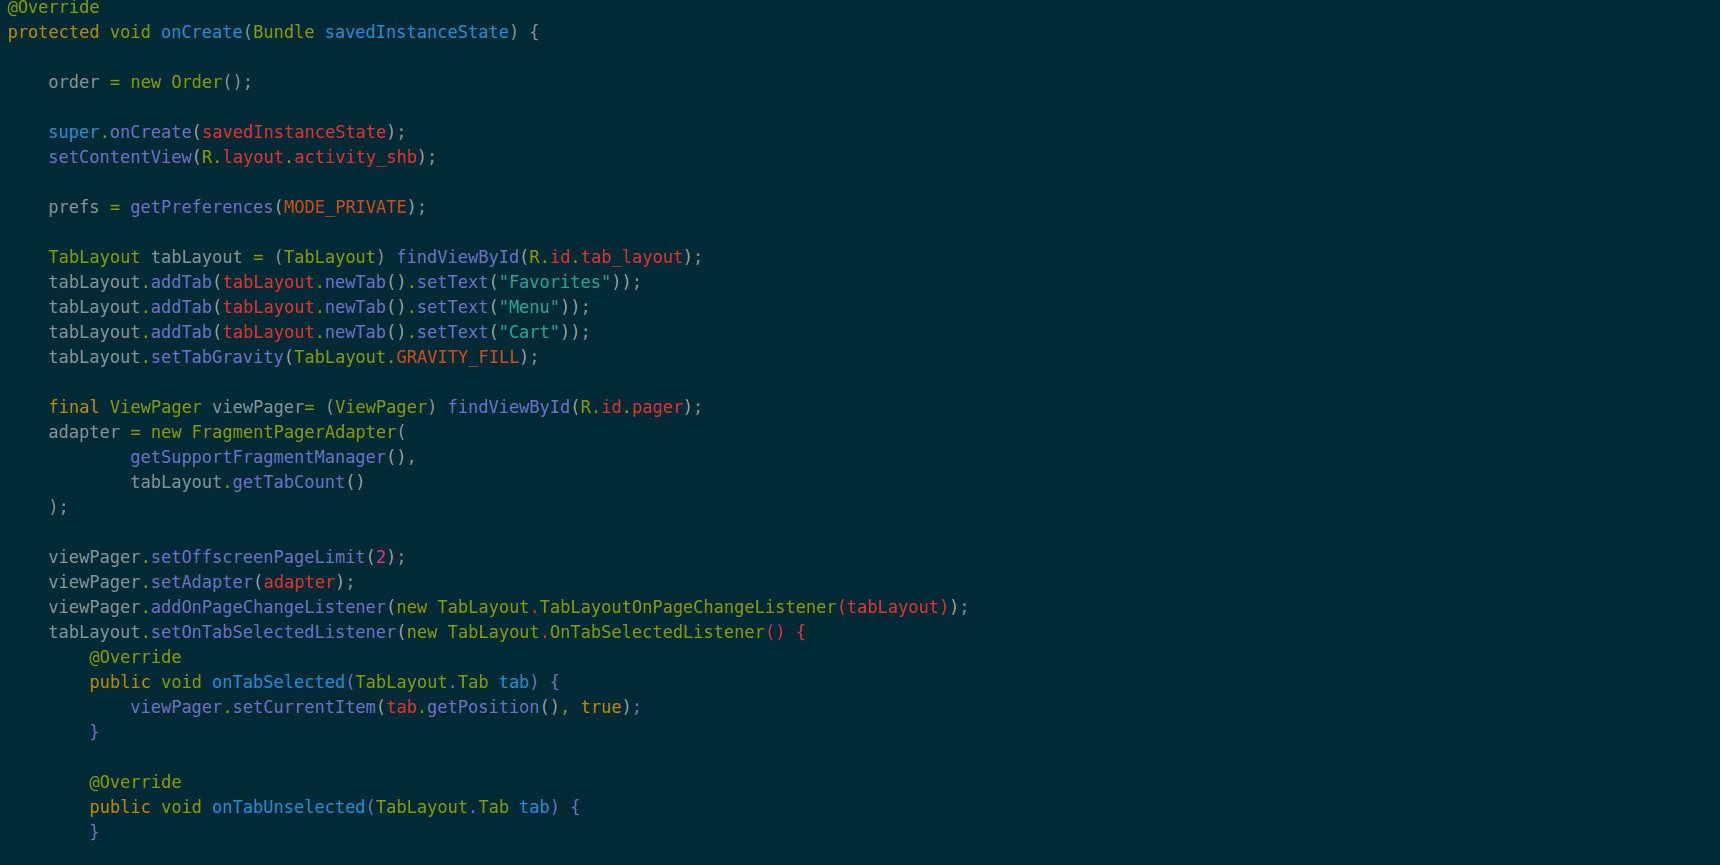 @Override
protected void onCreate(Bundle savedInstanceState) {
order = new Order();
super.onCreate(savedInstanceState);
setContentView(R.layout.activity_shb);
prefs = getPreferences(MODE_PRIVATE);
TabLayout tabLayout = (TabLayout) findViewById(R.id.tab_layout);
tabLayout.addTab(tabLayout.newTab().setText("Favorites"));
tabLayout.addTab(tabLayout.newTab().setText("Menu"));
tabLayout.addTab(tabLayout.newTab().setText("Cart"));
tabLayout.setTabGravity(TabLayout.GRAVITY_FILL);
final ViewPager viewPager= (ViewPager) findViewById(R.id.pager);
adapter = new FragmentPagerAdapter(
getSupportFragmentManager(),
tabLayout.getTabCount()
);
viewPager.setOffscreenPageLimit(2);
viewPager.setAdapter(adapter);
viewPager.addOnPageChangeListener(new TabLayout.TabLayoutOnPageChangeListener(tabLayout));
tabLayout.setOnTabSelectedListener(new TabLayout.OnTabSelectedListener() {
@Override
public void onTabSelected(TabLayout.Tab tab) {
viewPager.setCurrentItem(tab.getPosition(), true);
}
@Override
public void onTabUnselected(TabLayout.Tab tab) {
}